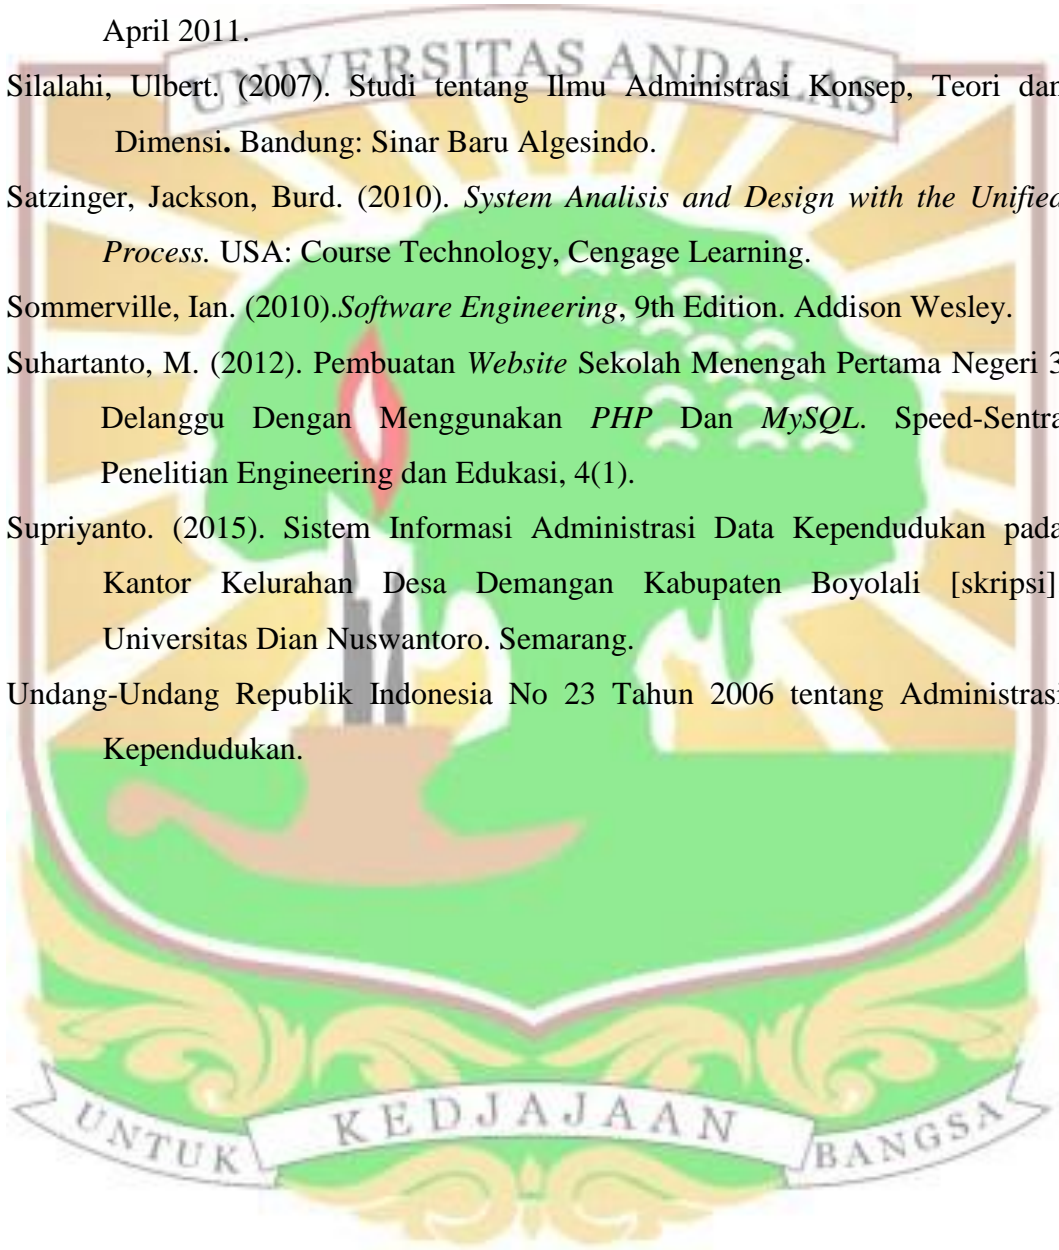 April 2011.
UNIVERSITAS ANDALAS
Silalahi, Ulbert. (2007). Studi tentang Ilmu Administrasi Konsep, Teori dan
Dimensi. Bandung: Sinar Baru Algesindo.
Satzinger, Jackson, Burd. (2010). System Analisis and Design with the Unified
Process. USA: Course Technology, Cengage Learning.
Sommerville, Ian. (2010).Software Engineering, 9th Edition. Addison Wesley.
Suhartanto, M. (2012). Pembuatan Website Sekolah Menengah Pertama Negeri 3
Delanggu Dengan Menggunakan PHP Dan MySQL. Speed-Sentra
Penelitian Engineering dan Edukasi, 4(1).
Supriyanto. (2015). Sistem Informasi Administrasi Data Kependudukan pada
Kantor Kelurahan Desa Demangan Kabupaten Boyolali [skripsi]
Universitas Dian Nuswantoro. Semarang.
Undang-Undang Republik Indonesia No 23 Tahun 2006 tentang Administrasi
Kependudukan.
UNTUK KEDJAJAAN BANGSA